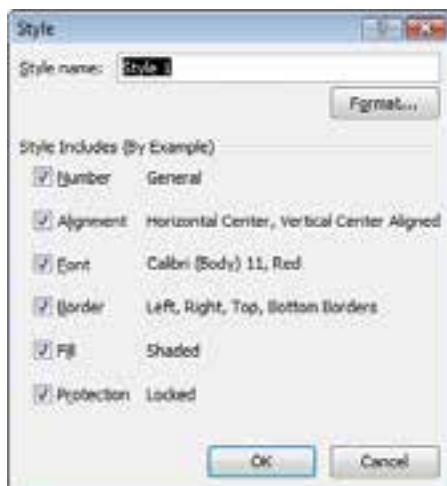 Style
Style name: Style 1
Format...
Style Includes (By Example)
Number General
Alignment Horizontal Center, Vertical Center Aligned
Font Calibri (Body) 11, Red
Border Left, Right, Top, Bottom Borders
Fill Shaded
Protection Locked
OK Cancel